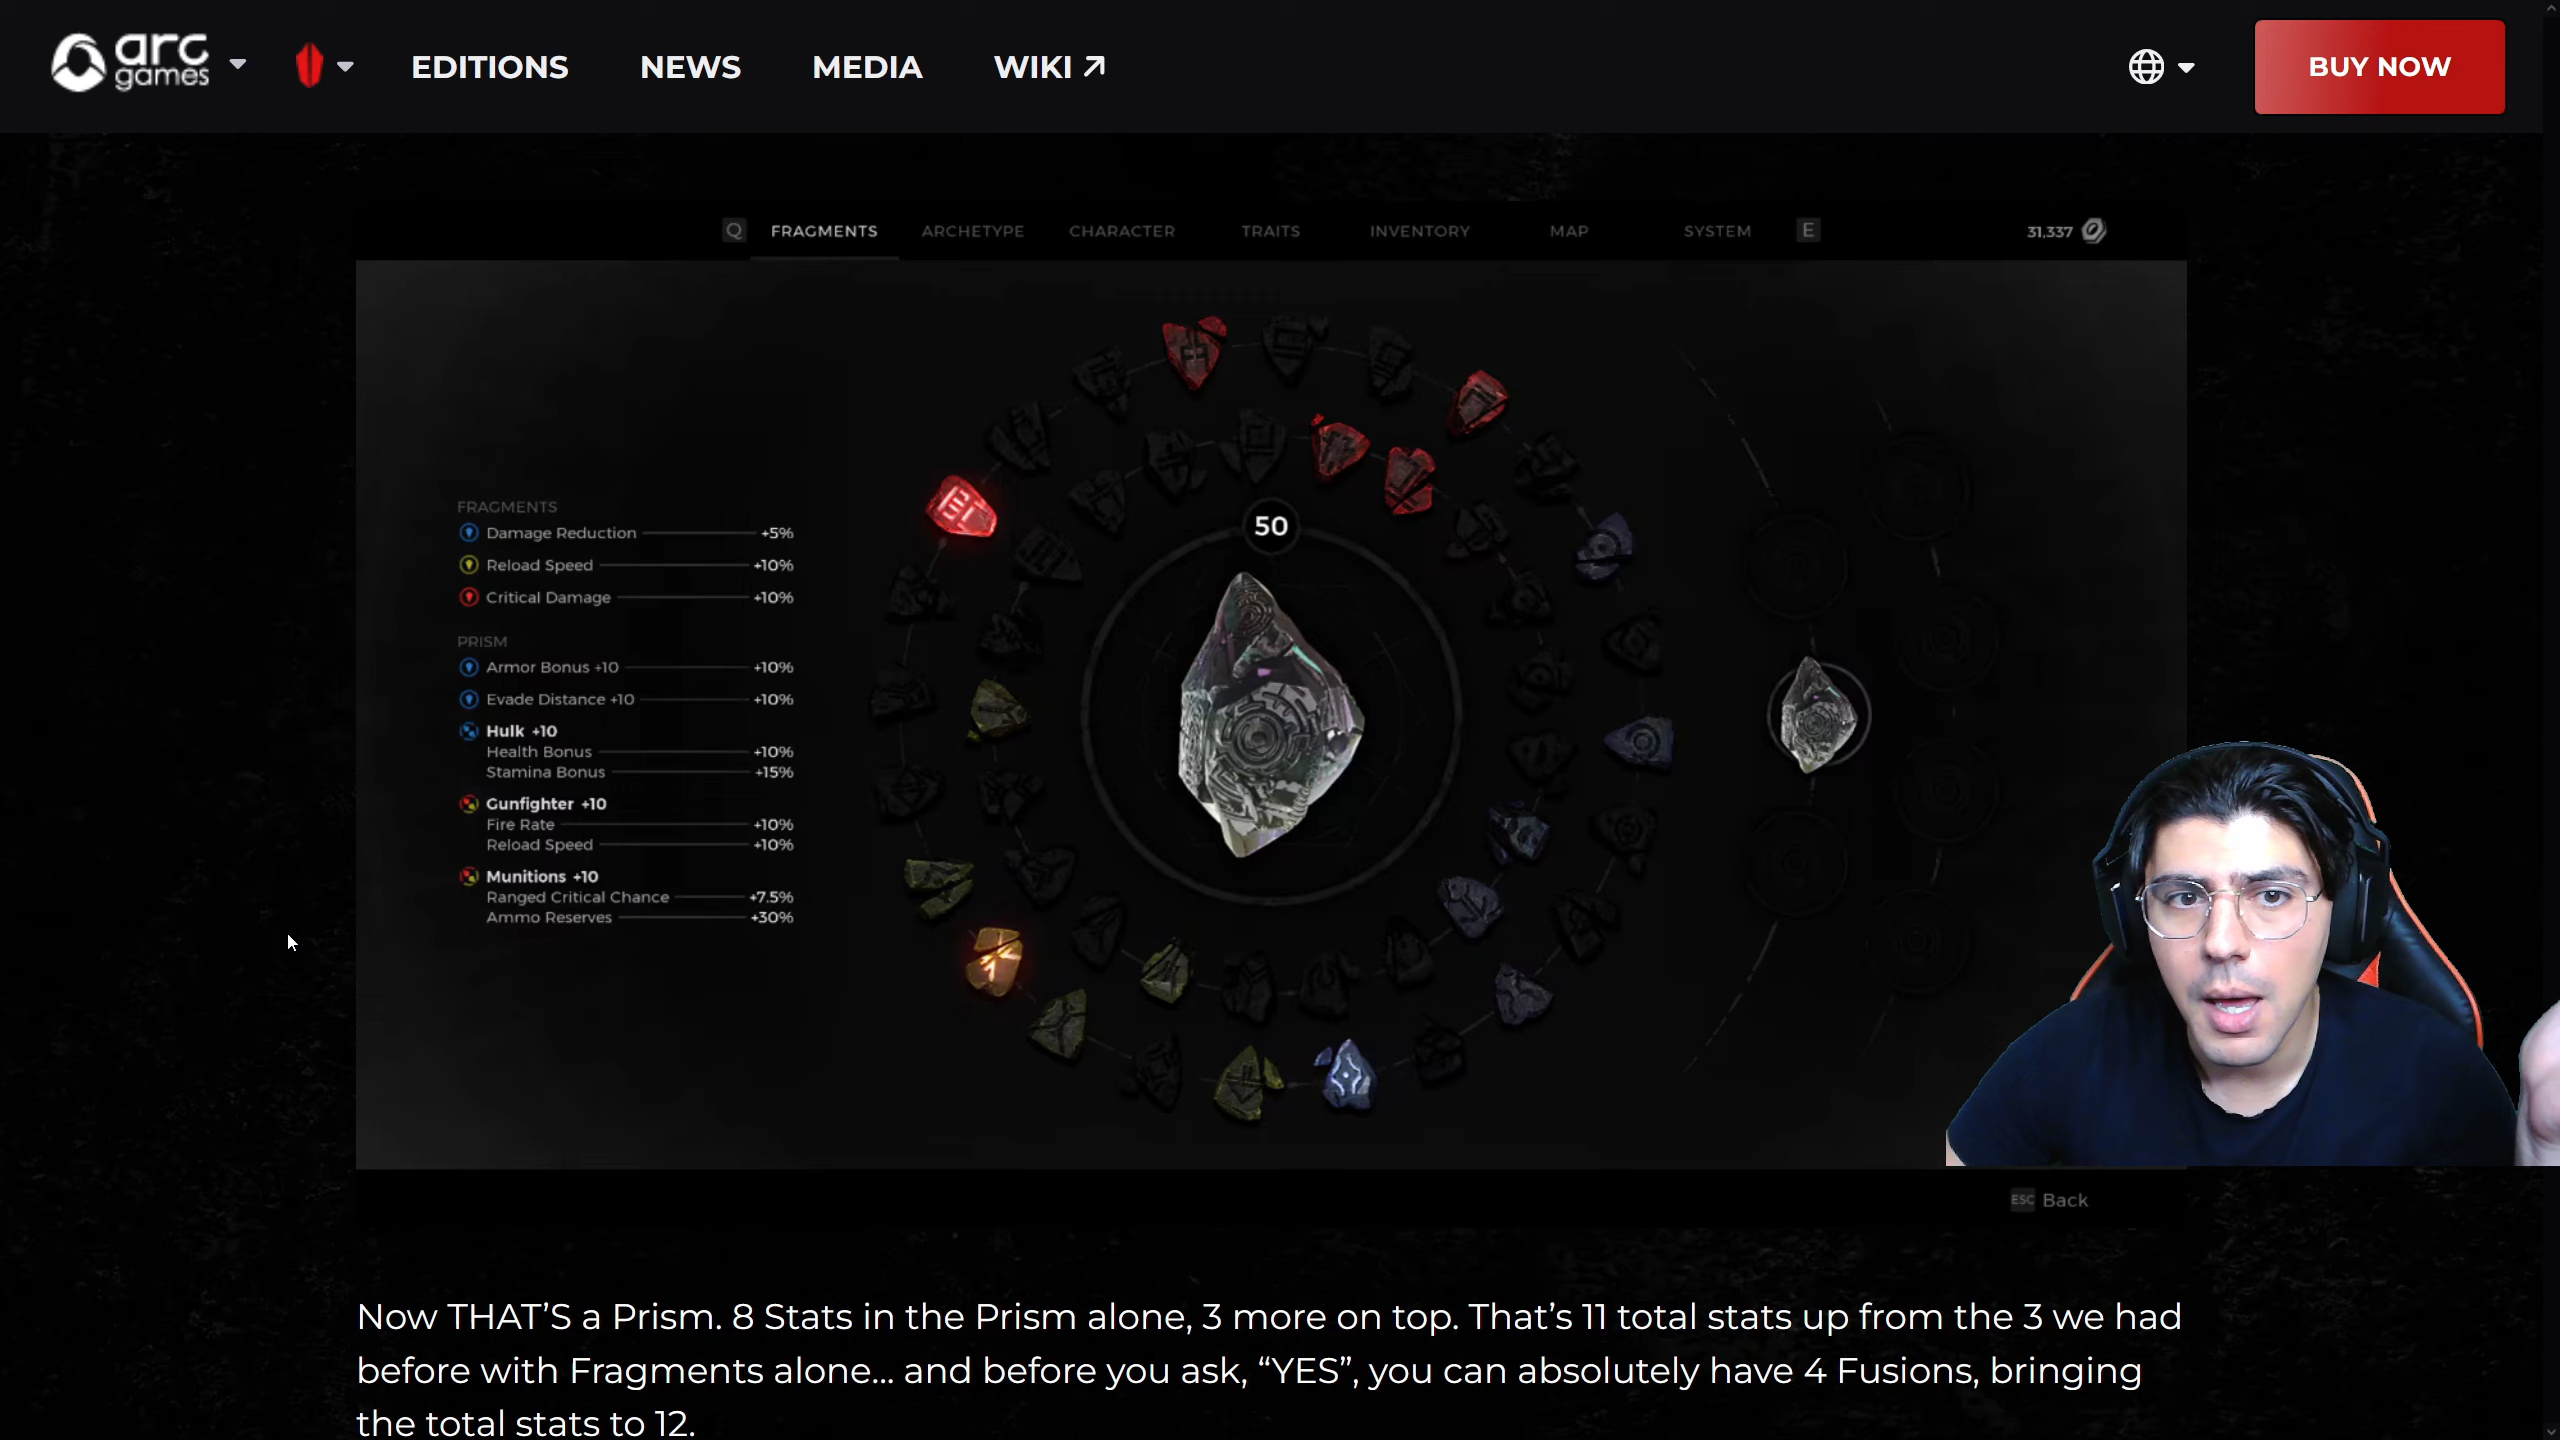 arc games
EDITIONS
NEWS
MEDIA
WIKI
BUY NOW
Q
FRAGMENTS
ARCHETYPE
CHARACTER
TRAITS
INVENTORY
MAP
SYSTEM
E
31,337
50
FRAGMENTS
Damage Reduction +5%
Reload Speed +10%
Critical Damage +10%
PRISM
Armor Bonus +10 +10%
Evade Distance +10 +10%
Hulk +10
Health Bonus +10%
Stamina Bonus +15%
Gunfighter +10
Fire Rate +10%
Reload Speed +10%
Munitions +10
Ranged Critical Chance +7.5%
Ammo Reserves +30%
ESC Back
Now THAT’S a Prism. 8 Stats in the Prism alone, 3 more on top. That’s 11 total stats up from the 3 we had
before with Fragments alone... and before you ask, “YES”, you can absolutely have 4 Fusions, bringing
the total stats to 12.